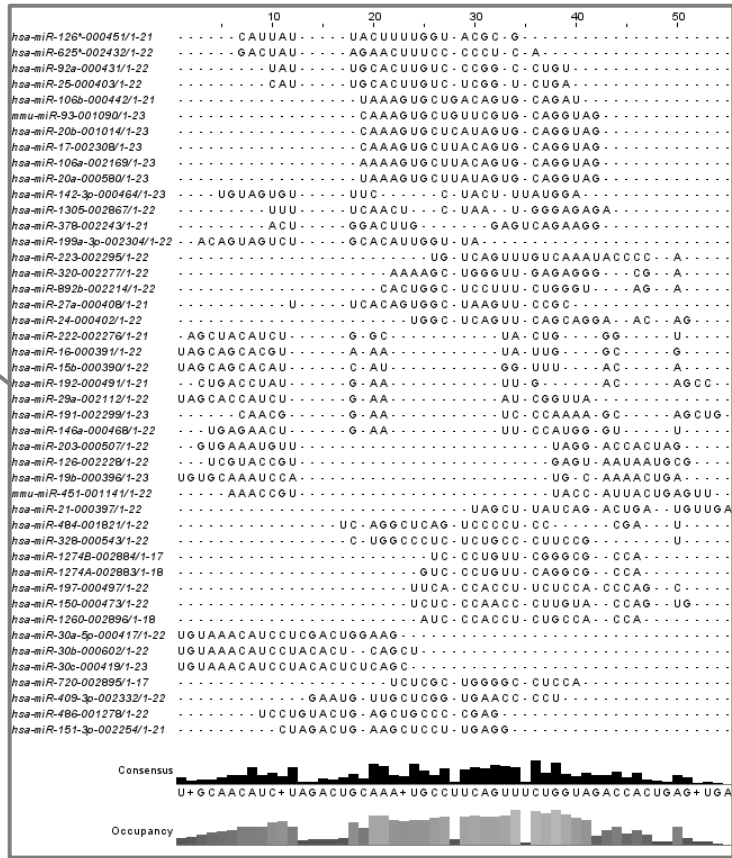 10 20 30 40 50
hsa-miR-126*-000451/1-21 ------CAUUAU-----UACUUUUGGU-ACGC-G---------------------
hsa-miR-625*-002432/1-22 ------GACUAU-----AGAACUUUCC-CCCU-C-A-------------------
hsa-miR-92a-000431/1-22 ---------UAU-----UGCACUUGUC-CCGG-C-CUGU----------------
hsa-miR-25-000403/1-22 ---------CAU-----UGCACUUGUC-UCGG-U-CUGA----------------
hsa-miR-106b-000442/1-21 ------------------UAAAGUGCUGACAGUG-CAGAU---------------
mmu-miR-93-001090/1-23 ------------------CAAAGUGCUGUUCGUG-CAGGUAG-------------
hsa-miR-20b-001014/1-23 ------------------CAAAGUGCUCAUAGUG-CAGGUAG-------------
hsa-miR-17-002308/1-23 ------------------CAAAGUGCUUACAGUG-CAGGUAG-------------
hsa-miR-106a-002169/1-23 ------------------AAAAGUGCUUACAGUG-CAGGUAG-------------
hsa-miR-20a-000580/1-23 ------------------UAAAGUGCUUAUAGUG-CAGGUAG-------------
hsa-miR-142-3p-000464/1-23 ----UGUAGUGU-----UUC------C-UACU-UUAUGGA---------------
hsa-miR-1305-002867/1-22 ---------UUU-----UCAACU--C-UAA--U-GGGAGAGA-------------
hsa-miR-378-002243/1-21 ---------ACU-----GGACUUG-------GAGUCAGAAGG-------------
hsa-miR-199a-3p-002304/1-22 --ACAGUAGUCU-----GCACAUUGGU-UA-------------------------
hsa-miR-223-002295/1-22 -------------------------UG-UCAGUUUGUCAAAUACCCC--A-----
hsa-miR-320-002277/1-22 ---------------------AAAAGC-UGGGUU-GAGAGGG---CG--A-----
hsa-miR-892b-002214/1-22 --------------------CACUGGC-UCCUUU-CUGGGU----AG--A-----
hsa-miR-27a-000408/1-21 -----------U-----UCACAGUGGC-UAAGUU-CCGC----------------
hsa-miR-24-000402/1-22 -----------------------UGGC-UCAGUU-CAGCAGGA--AC--AG----
hsa-miR-222-002276/1-21 -AGCUACAUCU------G-GC-----------UA-CUG----GG-----U-----
hsa-miR-16-000391/1-22 UAGCAGCACGU------A-AA-----------UA-UUG----GC-----G-----
hsa-miR-15b-000390/1-22 UAGCAGCACAU------C-AU-----------GG-UUU----AC-----A-----
hsa-miR-192-000491/1-21 --CUGACCUAU------G-AA-----------UU-G------AC-----AGCC--
hsa-miR-29a-002112/1-22 UAGCACCAUCU------G-AA-----------AU-CGGUUA--------------
hsa-miR-191-002299/1-23 ------CAACG------G-AA-----------UC-CCAAAA-GC-----AGCUG-
hsa-miR-146a-000468/1-22 ---UGAGAACU------G-AA-----------UU-CCAUGG-GU-----U-----
hsa-miR-203-000507/1-22 --GUGAAAUGUU-------------------------UAGG-ACCACUAG-----
hsa-miR-126-002228/1-22 ---UCGUACCGU-------------------------GAGU-AAUAAUGCG----
hsa-miR-19b-000396/1-23 UGUGCAAAUCCA-------------------------UGC-AAAACUGA------
mmu-miR-451-001141/1-22 -----AAACCGU-------------------------UACC-AUUACUGAGUU--
hsa-miR-21-000397/1-22 -----------------------------UAGCU-UAUCAG-ACUGA--UGUUGA
hsa-miR-484-001821/1-22 ----------------UC-AGGCUCAG-UCCCCU-CC------CGA---U-----
hsa-miR-328-000543/1-22 -----------------C-UGGCCCUC-UCUGCC-CUUCCG--------U-----
hsa-miR-1274B-002884/1-17 -------------------------UC-CCUGUU-CGGGCG-CCA----------
hsa-miR-1274A-002883/1-18 ------------------------GUC-CCUGUU-CAGGCG-CCA----------
hsa-miR-197-000497/1-22 -----------------------UUCA-CCACCU-UCUCCA-CCCAG--C-----
hsa-miR-150-000473/1-22 -----------------------UCUC-CCAACC-CUUGUA-CCAG--UG-----
hsa-miR-1260-002896/1-18 ------------------------AUC-CCACCU-CUGCCA-CCA----------
hsa-miR-30a-5p-000417/1-22 UGUAAACAUCCUCGACUGGAAG---------------------------------
hsa-miR-30b-000602/1-22 UGUAAACAUCCUACACU--CAGCU-------------------------------
hsa-miR-30c-000419/1-23 UGUAAACAUCCUACACUCUCAGC--------------------------------
hsa-miR-720-002895/1-17 ---------------------UCUCGC-UGGGGC-CUCCA---------------
hsa-miR-409-3p-002332/1-22 -------------GAAUG-UUGCUCGG-UGAACC-CCU-----------------
hsa-miR-486-001278/1-22 --------UCCUGUACUG-AGCUGCCC-CGAG-----------------------
hsa-miR-151-3p-002254/1-21 ----------CUAGACUG-AAGCUCCU-UGAGG----------------------
Consensus
U+GCAACAUC+UAGACUGCAAA+UGCCUUCAGUUUCUGGUAGACCACUGAG+UGA
Occupancy